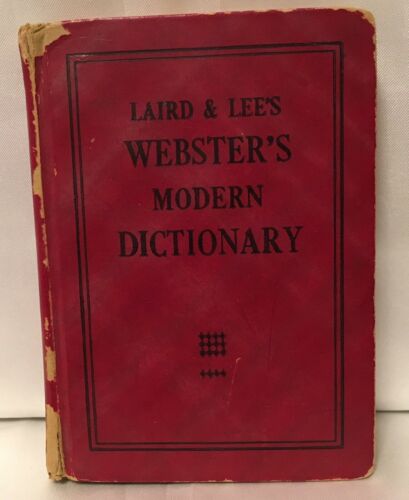 LAIRD & LEE'S
WEBSTER'S
MODERN
DICTIONARY